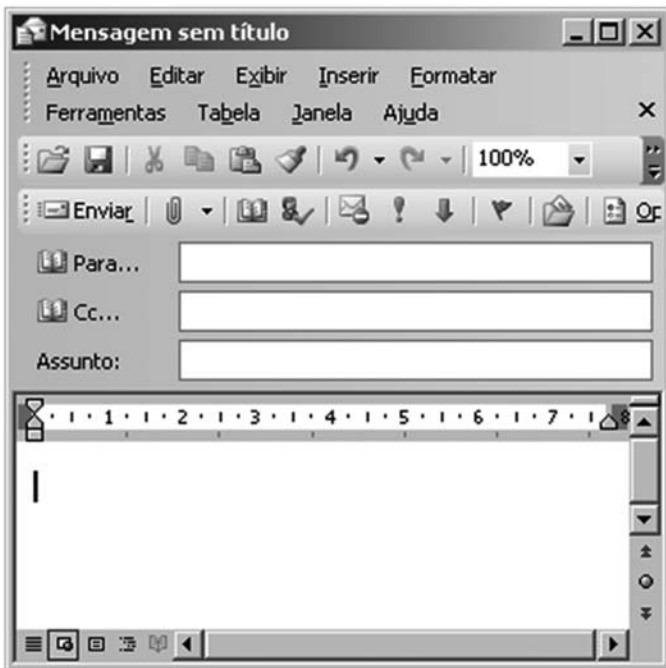 Mensagem sem título
Arquivo Editar Exibir Inserir Formatar
Ferramentas Tabela Janela Ajuda
100%
Enviar
Para...
Cc...
Assunto:
1 2 3 4 5 6 7 8